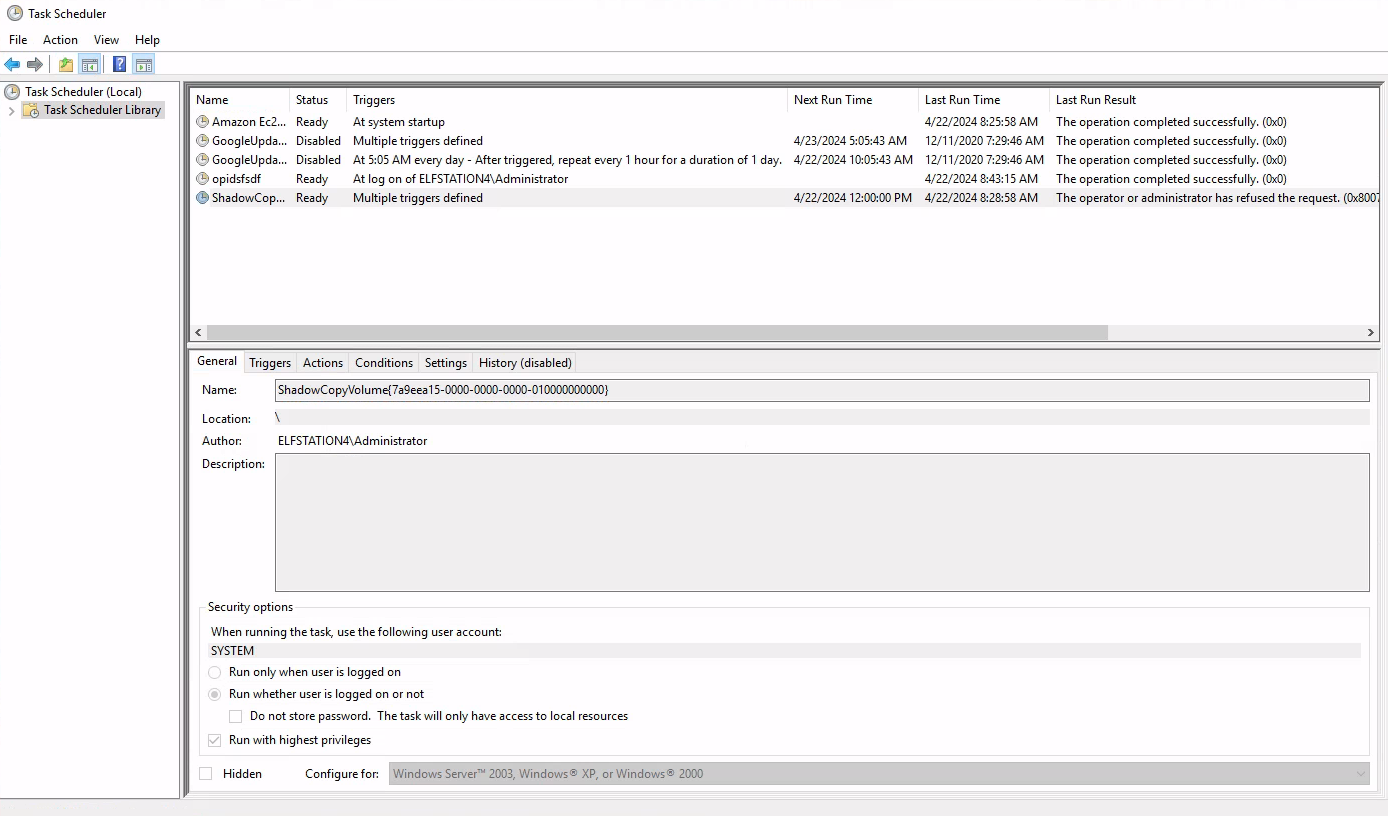 Task Scheduler
File Action View Help
Task Scheduler (Local)
Task Scheduler Library
Name Status Triggers Next Run Time Last Run Time Last Run Result
Amazon Ec2... Ready At system startup 4/22/2024 8:25:58 AM The operation completed successfully. (0x0)
GoogleUpda... Disabled Multiple triggers defined 4/23/2024 5:05:43 AM 12/11/2020 7:29:46 AM The operation completed successfully. (0x0)
GoogleUpda... Disabled At 5:05 AM every day - After triggered, repeat every 1 hour for a duration of 1 day. 4/22/2024 10:05:43 AM 12/11/2020 7:29:46 AM The operation completed successfully. (0x0)
opidsfsdf Ready At log on of ELFSTATION4\Administrator 4/22/2024 8:43:15 AM The operation completed successfully. (0x0)
ShadowCop... Ready Multiple triggers defined 4/22/2024 12:00:00 PM 4/22/2024 8:28:58 AM The operator or administrator has refused the request. (0x8007
General Triggers Actions Conditions Settings History (disabled)
Name: ShadowCopyVolume{7a9eea15-0000-0000-0000-010000000000}
Location: \
Author: ELFSTATION4\Administrator
Description:
Security options
When running the task, use the following user account:
SYSTEM
Run only when user is logged on
Run whether user is logged on or not
Do not store password. The task will only have access to local resources
Run with highest privileges
Hidden Configure for: Windows Server™ 2003, Windows® XP, or Windows® 2000